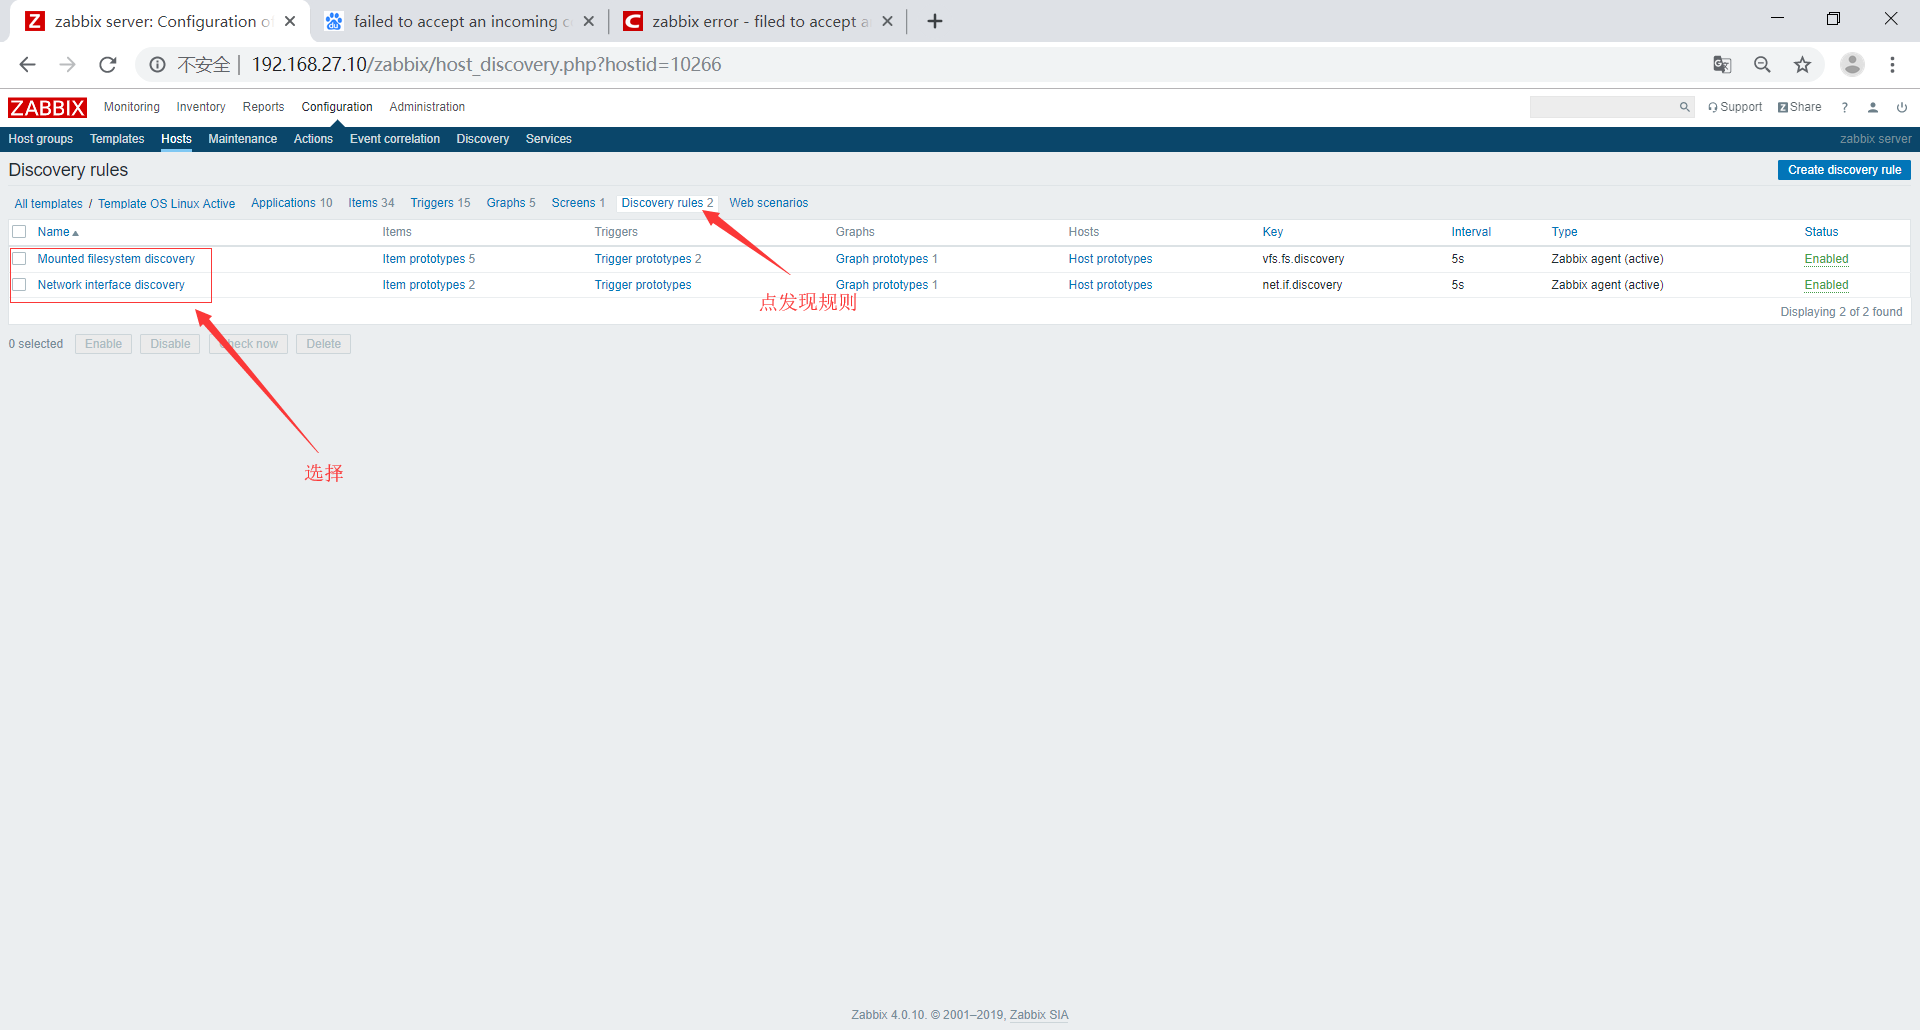 zabbix server: Configuration o
failed to accept an incoming c
zabbix error - filed to accept a
不安全 192.168.27.10/zabbix/host_discovery.php?hostid=10266
ZABBIX Monitoring Inventory Reports Configuration Administration Support Z Share ?
Host groups Templates Hosts Maintenance Actions Event correlation Discovery Services zabbix server
Discovery rules Create discovery rule
All templates / Template OS Linux Active Applications 10 Items 34 Triggers 15 Graphs 5 Screens 1 Discovery rules 2 Web scenarios
Name Items Triggers Graphs Hosts Key Interval Type Status
Mounted filesystem discovery Item prototypes 5 Trigger prototypes 2 Graph prototypes 1 Host prototypes vfs.fs.discovery 5s Zabbix agent (active) Enabled
Network interface discovery Item prototypes 2 Trigger prototypes Graph prototypes 1 Host prototypes net.if.discovery 5s Zabbix agent (active) Enabled
点发现规则
Displaying 2 of 2 found
0 selected Enable Disable Check now Delete
选择
Zabbix 4.0.10. © 2001–2019, Zabbix SIA